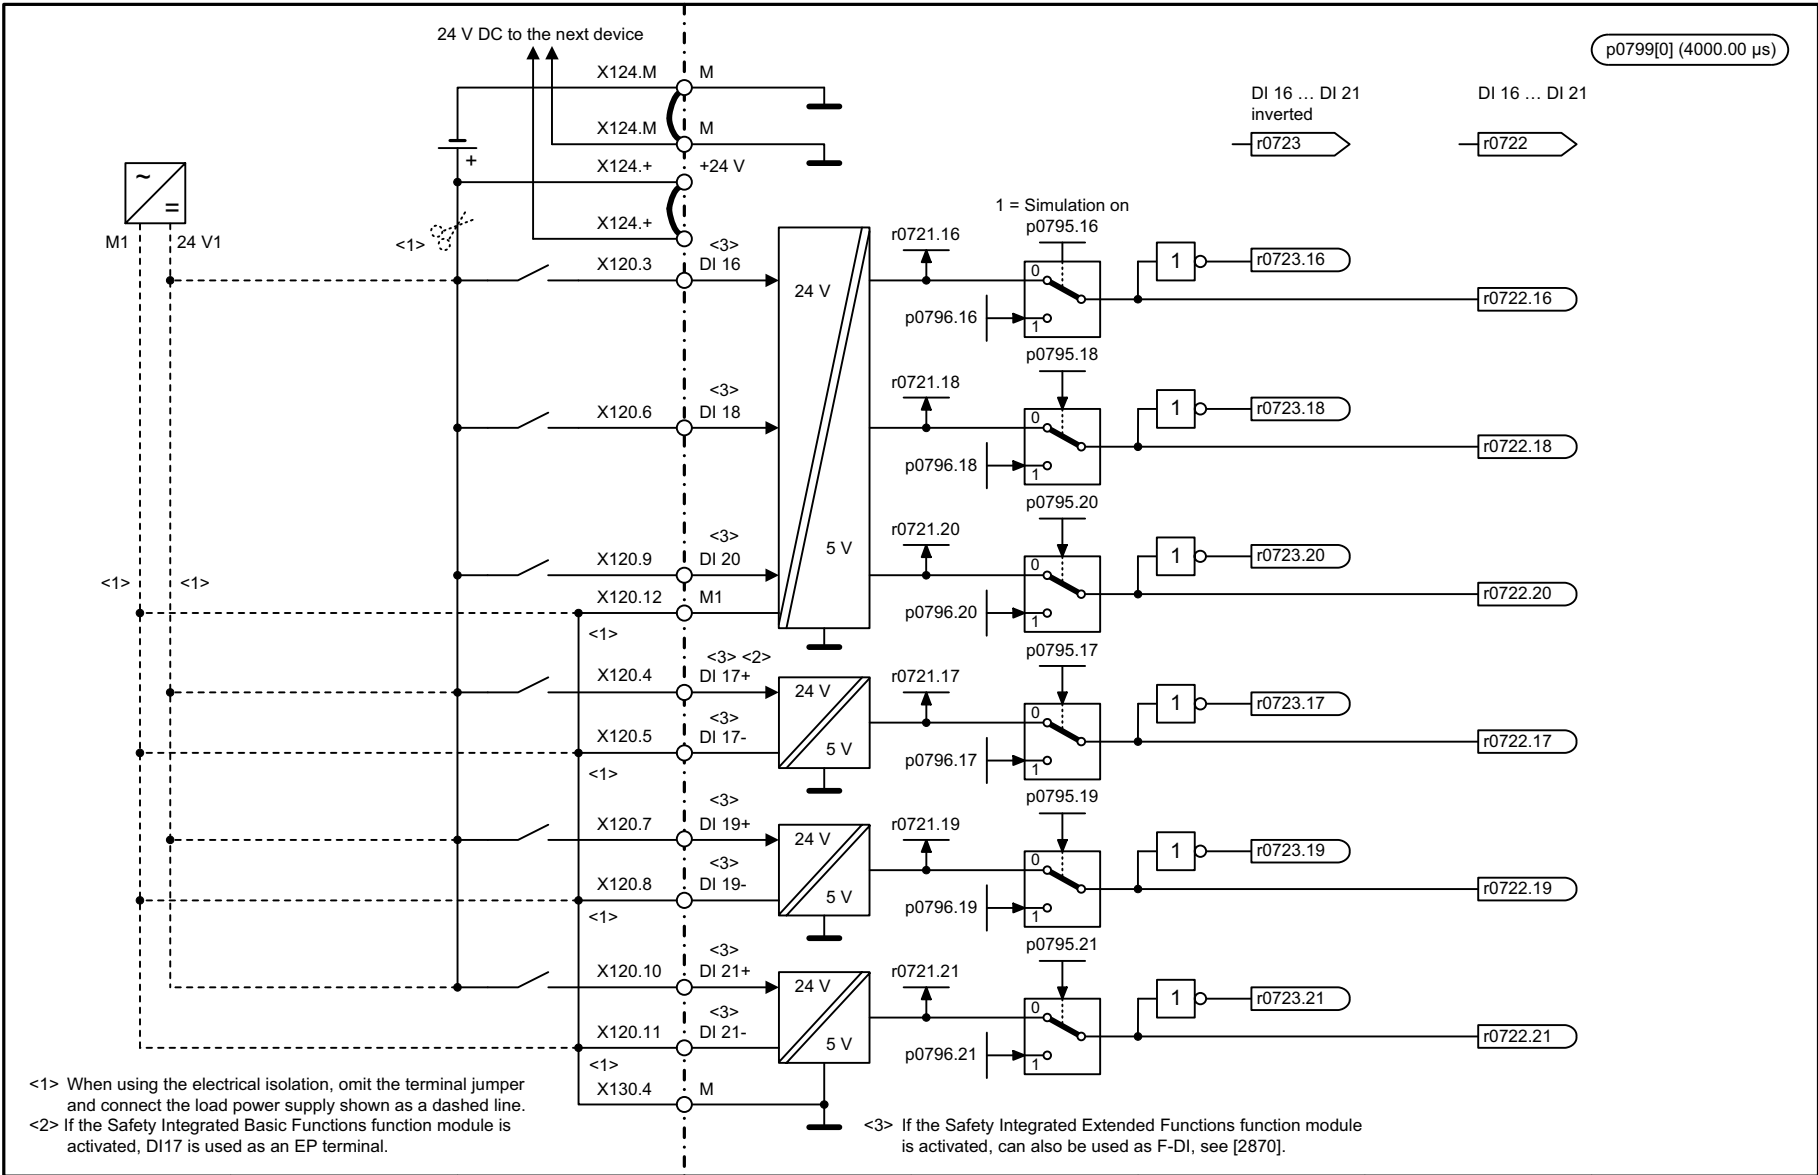 24 V DC to the next device
p0799[0] (4000.00 µs)
X124.M M
DI 16 … DI 21
inverted
DI 16 … DI 21
X124.M M
r0723
r0722
+
X124.+ +24 V
~
=
1 = Simulation on
M1 24 V1
<1>
X124.+
<3>
r0721.16
p0795.16
X120.3 DI 16
24 V
0
1
r0723.16
r0722.16
p0796.16
1
p0795.18
<3>
r0721.18
X120.6 DI 18
0
1
r0723.18
r0722.18
p0796.18
1
p0795.20
<3>
r0721.20
X120.9 DI 20
5 V
0
1
r0723.20
<1> <1>
X120.12 M1
r0722.20
p0796.20
1
<1>
p0795.17
<3> <2>
X120.4 DI 17+
24 V
r0721.17
0
1
r0723.17
<3>
X120.5 DI 17-
5 V
r0722.17
p0796.17
1
<1>
p0795.19
<3>
X120.7 DI 19+
24 V
r0721.19
0
1
r0723.19
<3>
X120.8 DI 19-
5 V
r0722.19
p0796.19
1
<1>
p0795.21
<3>
X120.10 DI 21+
24 V
r0721.21
0
1
r0723.21
<3>
X120.11 DI 21-
5 V
r0722.21
p0796.21
1
<1>
X130.4 M
<1> When using the electrical isolation, omit the terminal jumper
and connect the load power supply shown as a dashed line.
<2> If the Safety Integrated Basic Functions function module is
activated, DI17 is used as an EP terminal.
<3> If the Safety Integrated Extended Functions function module
is activated, can also be used as F-DI, see [2870].